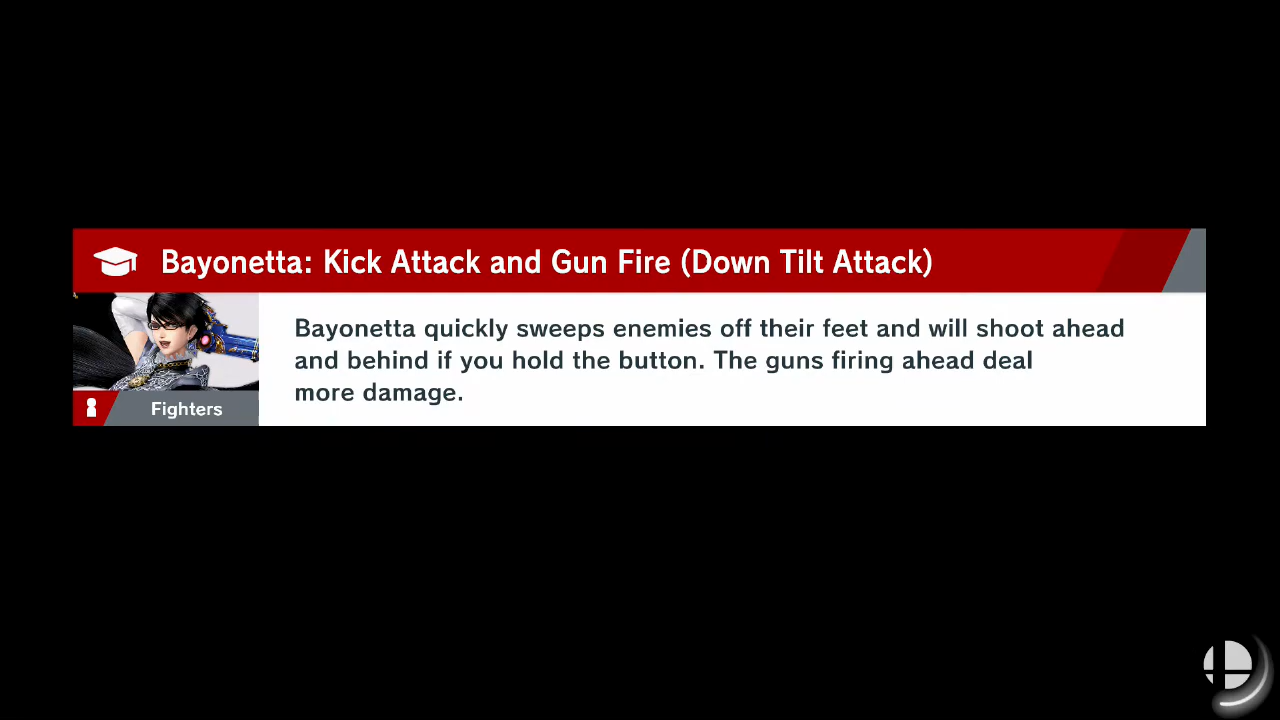 Bayonetta: Kick Attack and Gun Fire (Down Tilt Attack)
Bayonetta quickly sweeps enemies off their feet and will shoot ahead
and behind if you hold the button. The guns firing ahead deal
more damage.
Fighters